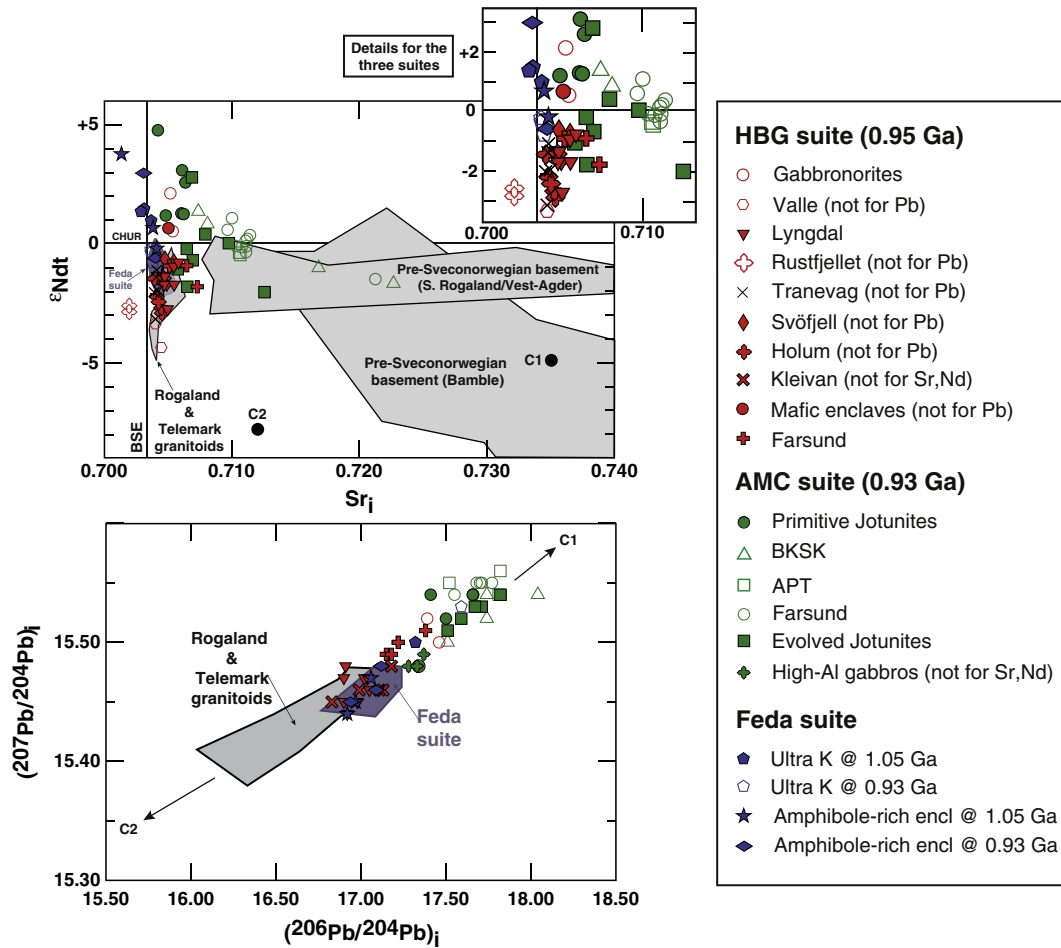 Details for the
three suites
+2
0
-2
0.700
0.710
εNdt
+5
CHUR
0
Feda
suite
-5
BSE
Rogaland
&
Telemark
granitoids
C2
C1
Pre-Sveconorwegian basement
(S. Rogaland/Vest-Agder)
Pre-Sveconorwegian
basement (Bamble)
0.700
0.710
0.720
0.730
0.740
Sri
(207Pb/204Pb)i
15.50
15.40
15.30
C1
Rogaland
&
Telemark
granitoids
Feda
suite
C2
15.50
16.00
16.50
17.00
17.50
18.00
18.50
(206Pb/204Pb)i
HBG suite (0.95 Ga)
Gabbronorites
Valle (not for Pb)
Lyngdal
Rustfjellet (not for Pb)
Tranevag (not for Pb)
Svöfjell (not for Pb)
Holum (not for Pb)
Kleivan (not for Sr,Nd)
Mafic enclaves (not for Pb)
Farsund
AMC suite (0.93 Ga)
Primitive Jotunites
BKSK
APT
Farsund
Evolved Jotunites
High-Al gabbros (not for Sr,Nd)
Feda suite
Ultra K @ 1.05 Ga
Ultra K @ 0.93 Ga
Amphibole-rich encl @ 1.05 Ga
Amphibole-rich encl @ 0.93 Ga